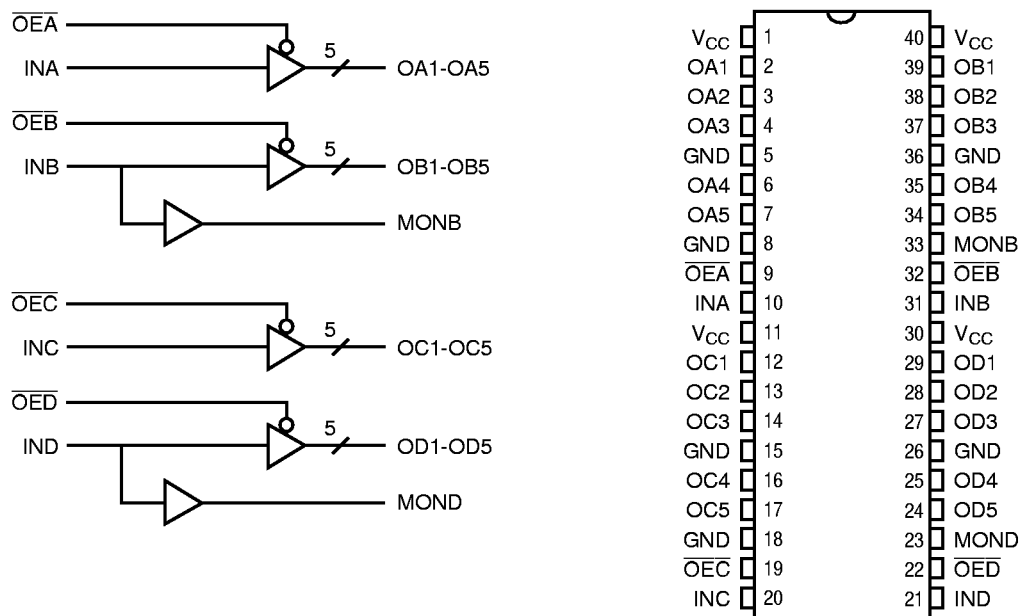 OEA
INA
5
OA1-OA5
OEB
INB
5
OB1-OB5
MONB
OEC
INC
5
OC1-OC5
OED
IND
5
OD1-OD5
MOND
VCC 1 40 VCC
OA1 2 39 OB1
OA2 3 38 OB2
OA3 4 37 OB3
GND 5 36 GND
OA4 6 35 OB4
OA5 7 34 OB5
GND 8 33 MONB
OEA 9 32 OEB
INA 10 31 INB
VCC 11 30 VCC
OC1 12 29 OD1
OC2 13 28 OD2
OC3 14 27 OD3
GND 15 26 GND
OC4 16 25 OD4
OC5 17 24 OD5
GND 18 23 MOND
OEC 19 22 OED
INC 20 21 IND